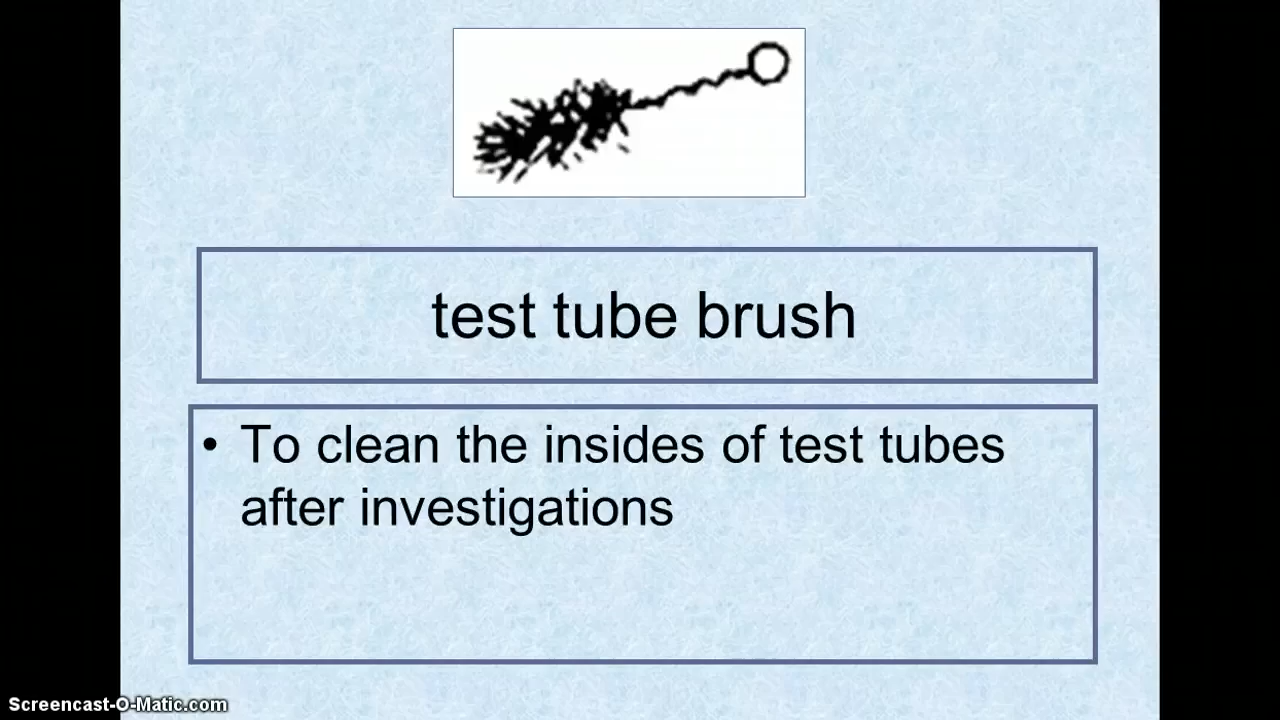 test tube brush
• To clean the insides of test tubes
after investigations
Screencast-O-Matic.com